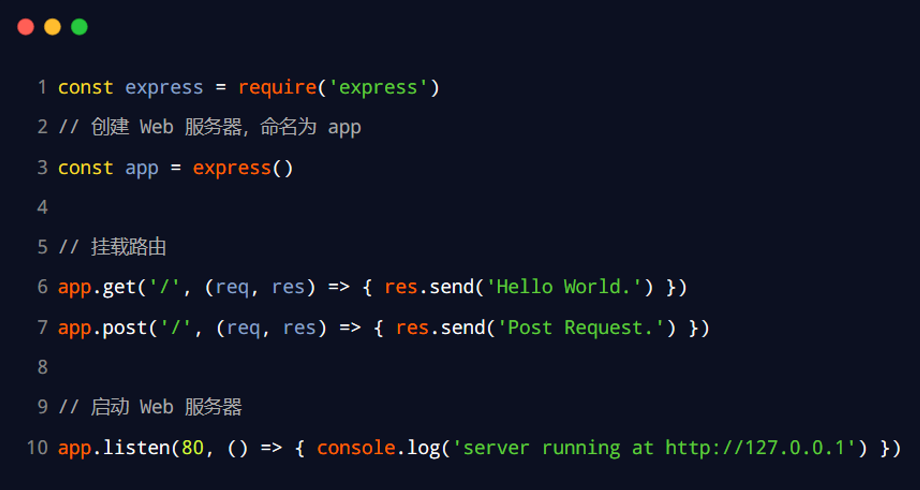 1 const express = require('express')
2 // 创建 Web 服务器，命名为 app
3 const app = express()
4
5 // 挂载路由
6 app.get('/', (req, res) => { res.send('Hello World.') })
7 app.post('/', (req, res) => { res.send('Post Request.') })
8
9 // 启动 Web 服务器
10 app.listen(80, () => { console.log('server running at http://127.0.0.1') })